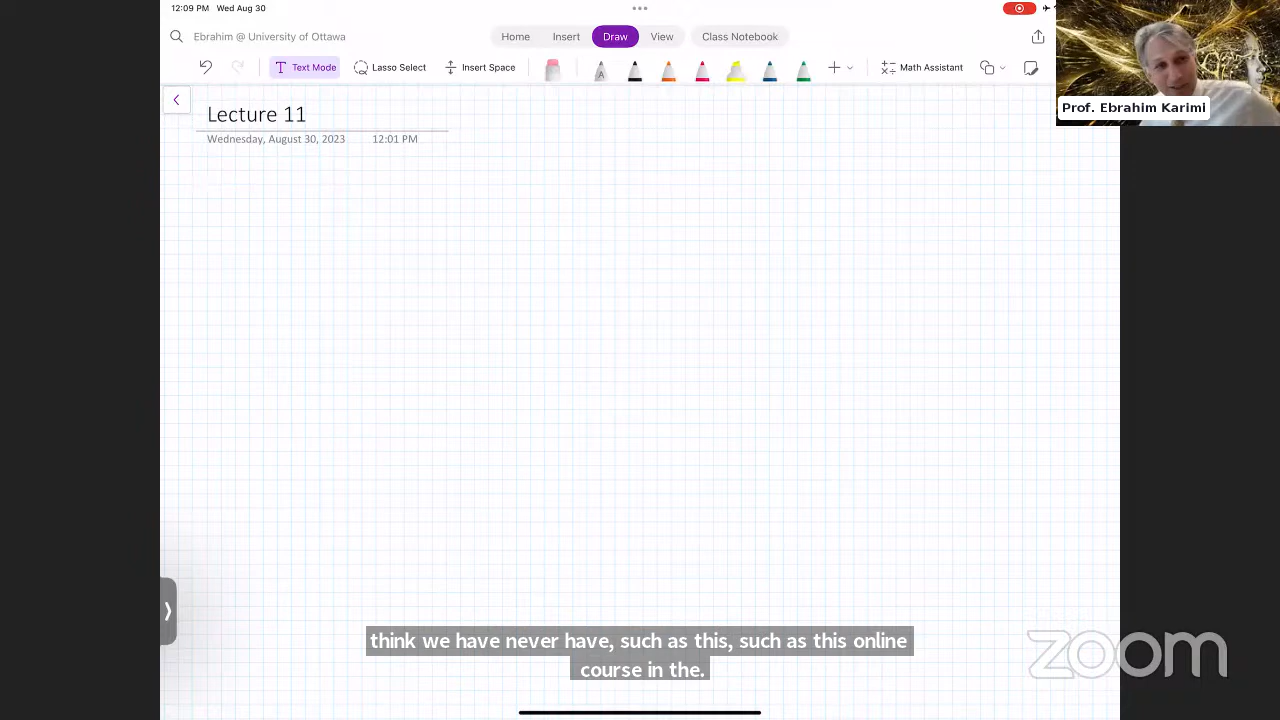 12:09 PM Wed Aug 30
Ebrahim @ University of Ottawa
Home Insert Draw View Class Notebook
Text Mode Lasso Select Insert Space A Math Assistant
Prof. Ebrahim Karimi
Lecture 11
Wednesday, August 30, 2023 12:01 PM
think we have never have, such as this, such as this online
course in the.
zoom